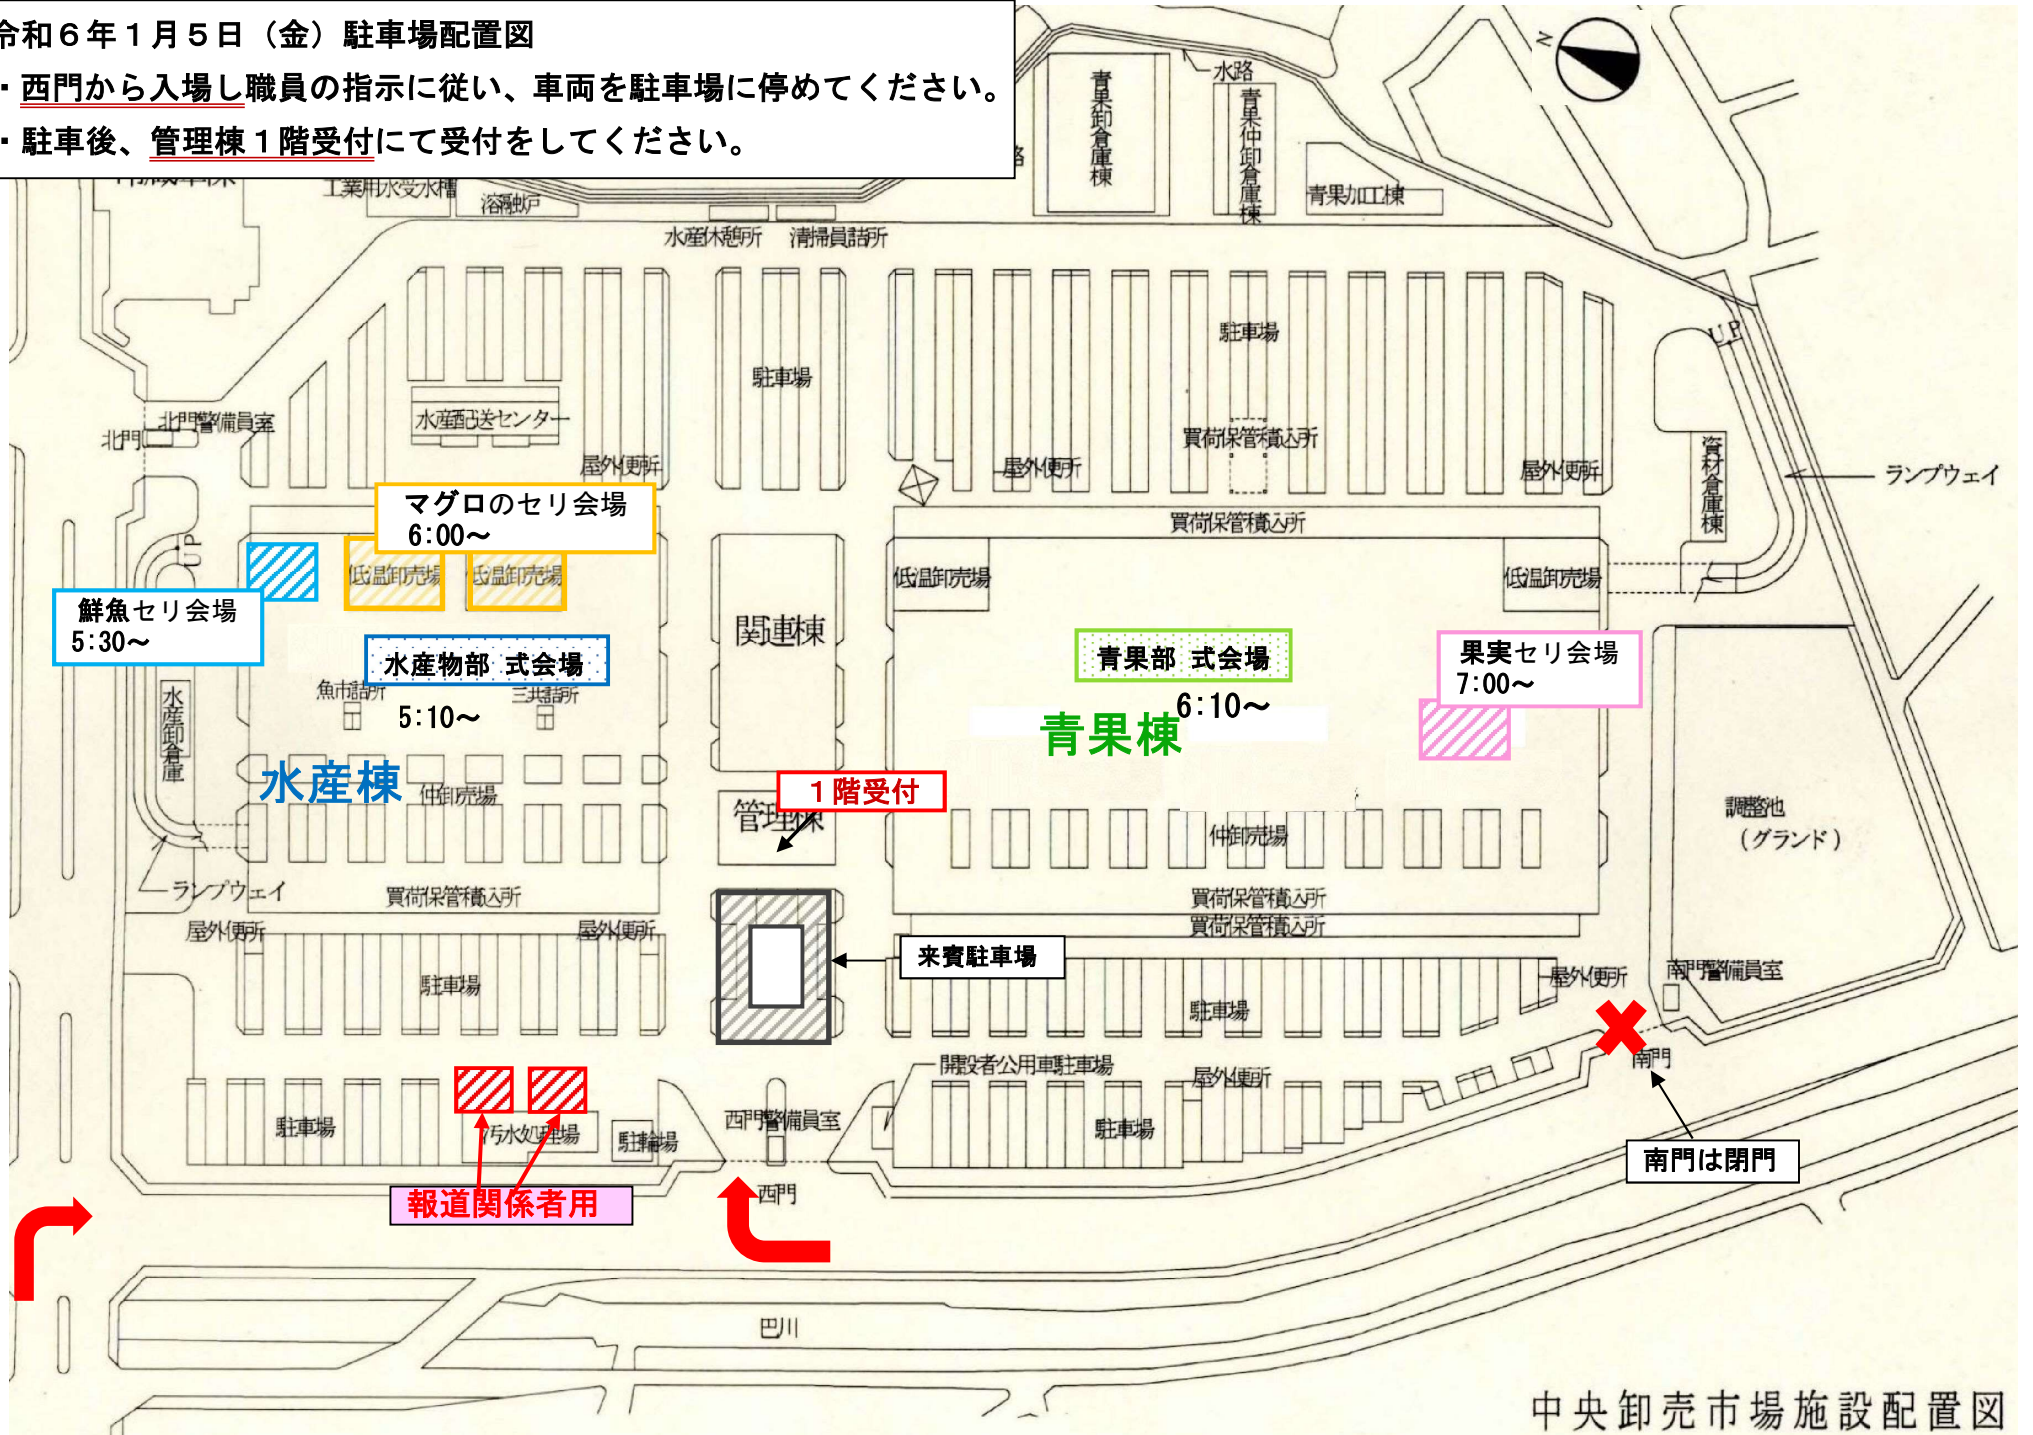 令和６年１月５日（金）駐車場配置図
・西門から入場し職員の指示に従い、車両を駐車場に停めてください。
・駐車後、管理棟１階受付にて受付をしてください。
N
水路
青果卸倉庫棟
青果仲卸倉庫棟
青果加工棟
工業用水受水槽
溶融炉
水産休憩所
清掃員詰所
駐車場
駐車場
UP
北門警備員室
北門
水産配送センター
買荷保管積込所
屋外便所
屋外便所
屋外便所
資材倉庫棟
ランプウェイ
マグロのセリ会場
6:00～
買荷保管積込所
UP
低温卸売場
低温卸売場
低温卸売場
低温卸売場
鮮魚セリ会場
5:30～
関連棟
水産物部 式会場
5:10～
青果部 式会場
6:10～
果実セリ会場
7:00～
魚市詰所
三共詰所
水産卸倉庫
青果棟
水産棟
仲卸売場
１階受付
管理棟
仲卸売場
調整池
（グランド）
ランプウェイ
買荷保管積込所
買荷保管積込所
買荷保管積込所
屋外便所
屋外便所
来賓駐車場
駐車場
駐車場
屋外便所
南門警備員室
南門
開設者公用車駐車場
屋外便所
駐車場
汚水処理場
駐輪場
西門警備員室
駐車場
南門は閉門
報道関係者用
西門
巴川
中央卸売市場施設配置図